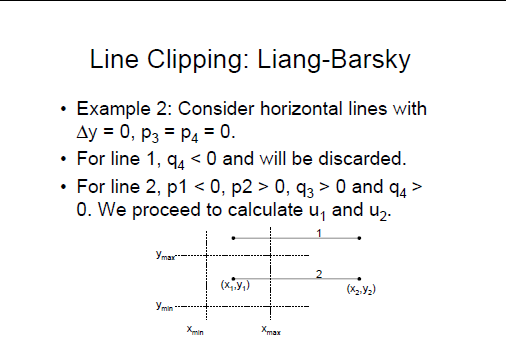 Line Clipping: Liang-Barsky
• Example 2: Consider horizontal lines with
Δy = 0, p₃ = p₄ = 0.
• For line 1, q₄ < 0 and will be discarded.
• For line 2, p1 < 0, p2 > 0, q₃ > 0 and q₄ >
0. We proceed to calculate u₁ and u₂.
1
yₘₐₓ
2
(x₁,y₁)
(x₂,y₂)
yₘᵢₙ
xₘᵢₙ
xₘₐₓ